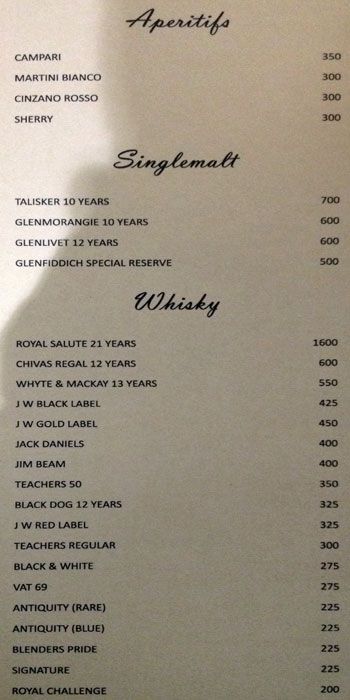 Aperitifs
CAMPARI 350
MARTINI BIANCO 300
CINZANO ROSSO 300
SHERRY 300
Singlemalt
TALISKER 10 YEARS 700
GLENMORANGIE 10 YEARS 600
GLENLIVET 12 YEARS 600
GLENFIDDICH SPECIAL RESERVE 500
Whisky
ROYAL SALUTE 21 YEARS 1600
CHIVAS REGAL 12 YEARS 600
WHYTE & MACKAY 13 YEARS 550
J W BLACK LABEL 425
J W GOLD LABEL 450
JACK DANIELS 400
JIM BEAM 400
TEACHERS 50 350
BLACK DOG 12 YEARS 325
J W RED LABEL 325
TEACHERS REGULAR 300
BLACK & WHITE 275
VAT 69 275
ANTIQUITY (RARE) 225
ANTIQUITY (BLUE) 225
BLENDERS PRIDE 225
SIGNATURE 225
ROYAL CHALLENGE 200